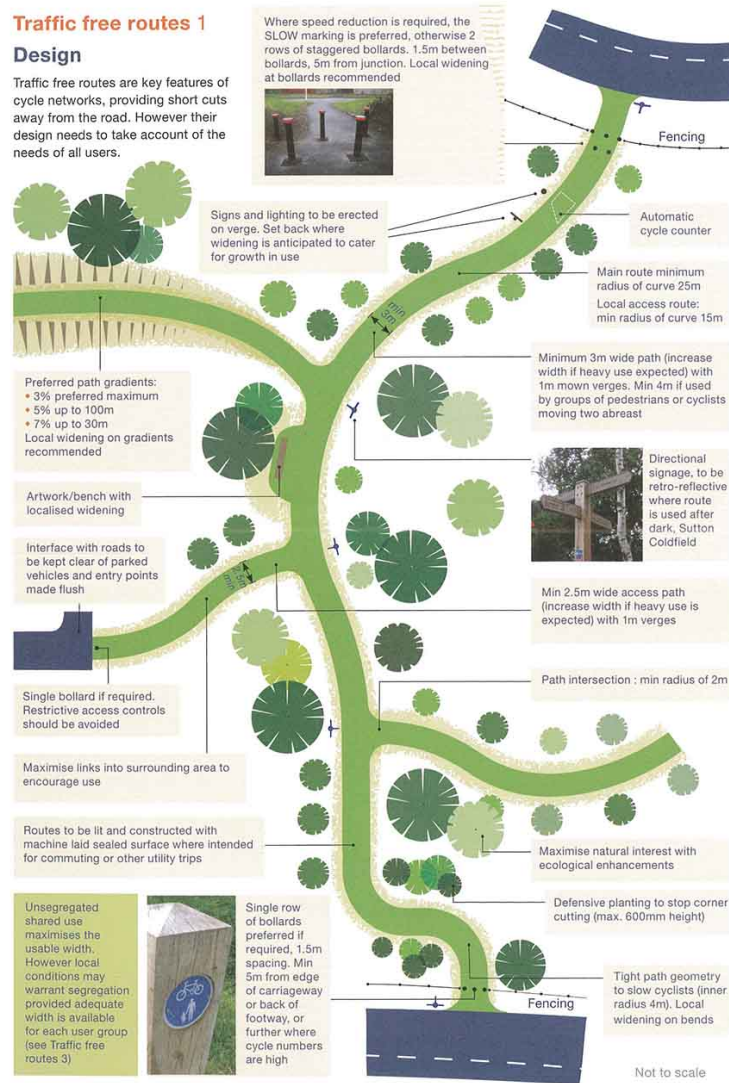 Traffic free routes 1
Design
Traffic free routes are key features of
cycle networks, providing short cuts
away from the road. However their
design needs to take account of the
needs of all users.
Where speed reduction is required, the
SLOW marking is preferred, otherwise 2
rows of staggered bollards. 1.5m between
bollards, 5m from junction. Local widening
at bollards recommended
Fencing
Signs and lighting to be erected
on verge. Set back where
widening is anticipated to cater
for growth in use
Automatic
cycle counter
Main route minimum
radius of curve 25m
Local access route:
min radius of curve 15m
min
3m
Minimum 3m wide path (increase
width if heavy use expected) with
1m mown verges. Min 4m if used
by groups of pedestrians or cyclists
moving two abreast
Preferred path gradients:
• 3% preferred maximum
• 5% up to 100m
• 7% up to 30m
Local widening on gradients
recommended
Directional
signage, to be
retro-reflective
where route
is used after
dark, Sutton
Coldfield
Artwork/bench with
localised widening
Interface with roads to
be kept clear of parked
vehicles and entry points
made flush
2.5m
min
Min 2.5m wide access path
(increase width if heavy use is
expected) with 1m verges
Single bollard if required.
Restrictive access controls
should be avoided
Path intersection : min radius of 2m
Maximise links into surrounding area to
encourage use
Routes to be lit and constructed with
machine laid sealed surface where intended
for commuting or other utility trips
Maximise natural interest with
ecological enhancements
Defensive planting to stop corner
cutting (max. 600mm height)
Unsegregated
shared use
maximises the
usable width.
However local
conditions may
warrant segregation
provided adequate
width is available
for each user group
(see Traffic free
routes 3)
Single row
of bollards
preferred if
required, 1.5m
spacing. Min
5m from edge
of carriageway
or back of
footway, or
further where
cycle numbers
are high
Tight path geometry
to slow cyclists (inner
radius 4m). Local
widening on bends
Fencing
Not to scale